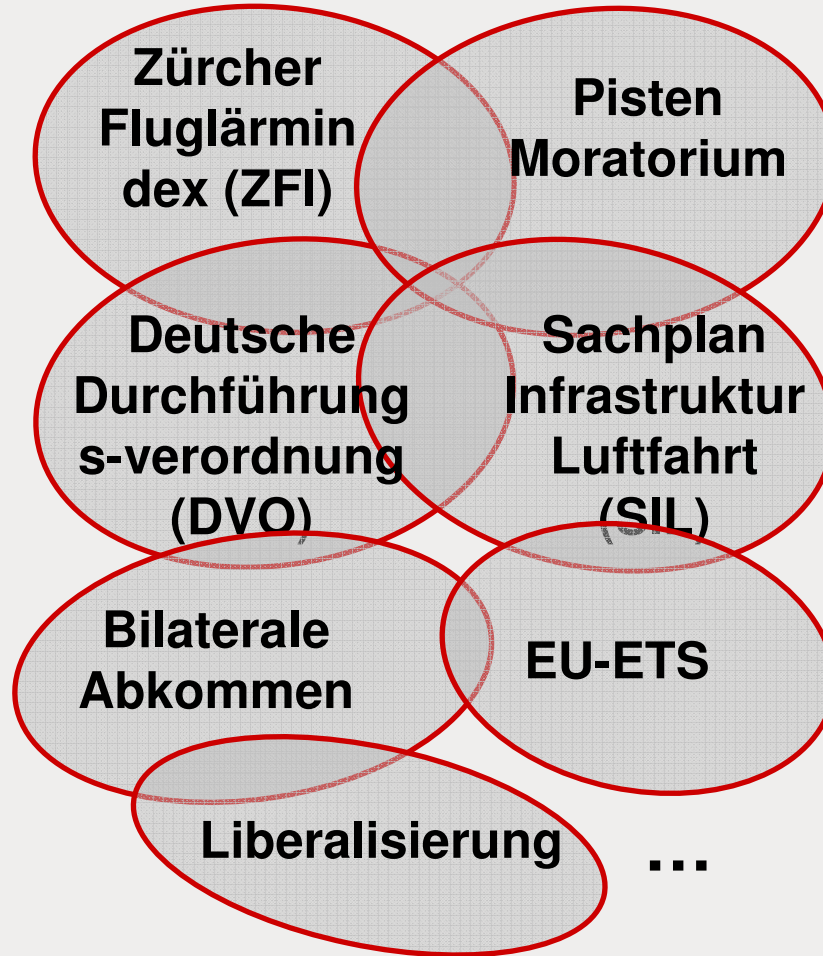 Zürcher
Fluglärmin
dex (ZFI)
Pisten
Moratorium
Deutsche
Durchführung
s-verordnung
(DVO)
Sachplan
Infrastruktur
Luftfahrt
(SIL)
Bilaterale
Abkommen
EU-ETS
Liberalisierung
...